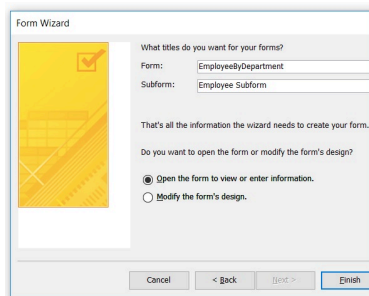 Form Wizard
What titles do you want for your forms?
Form: EmployeeByDepartment
Subform: Employee Subform
That's all the information the wizard needs to create your form.
Do you want to open the form or modify the form's design?
Open the form to view or enter information.
Modify the form's design.
Cancel < Back Next > Finish